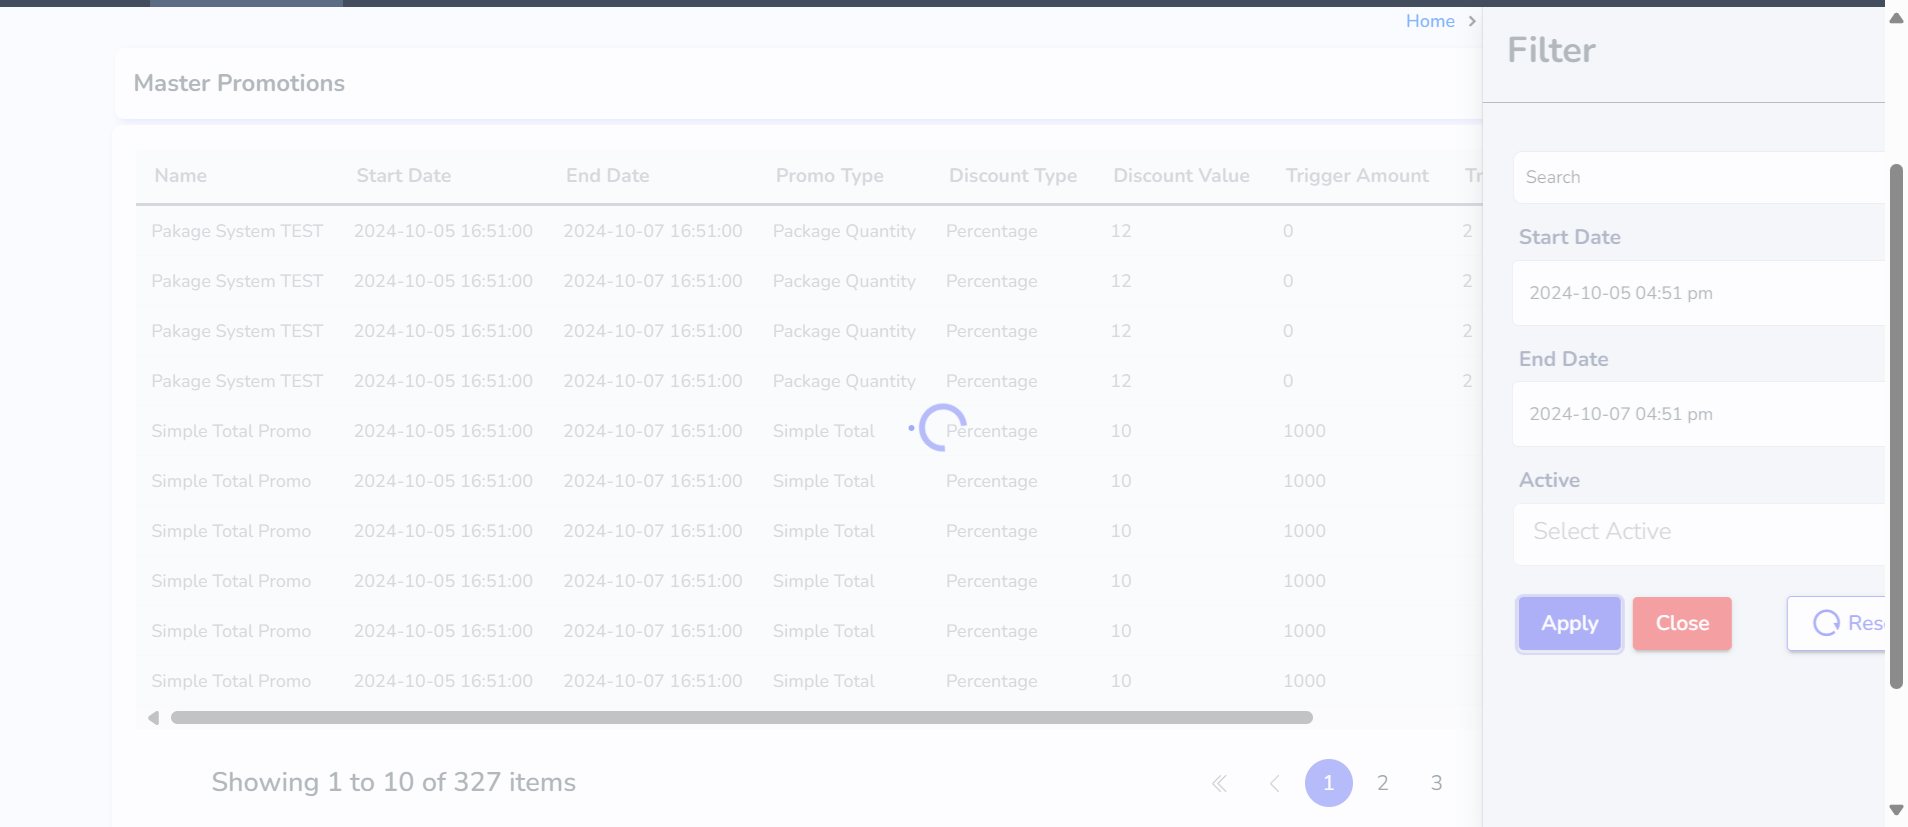 Home
Filter
Master Promotions
Search
Name Start Date End Date Promo Type Discount Type Discount Value Trigger Amount
Pakage System TEST 2024-10-05 16:51:00 2024-10-07 16:51:00 Package Quantity Percentage 12 0 2
Start Date
Pakage System TEST 2024-10-05 16:51:00 2024-10-07 16:51:00 Package Quantity Percentage 12 0 2
2024-10-05 04:51 pm
Pakage System TEST 2024-10-05 16:51:00 2024-10-07 16:51:00 Package Quantity Percentage 12 0 2
End Date
Pakage System TEST 2024-10-05 16:51:00 2024-10-07 16:51:00 Package Quantity Percentage 12 0 2
2024-10-07 04:51 pm
Simple Total Promo 2024-10-05 16:51:00 2024-10-07 16:51:00 Simple Total Percentage 10 1000
Active
Simple Total Promo 2024-10-05 16:51:00 2024-10-07 16:51:00 Simple Total Percentage 10 1000
Select Active
Simple Total Promo 2024-10-05 16:51:00 2024-10-07 16:51:00 Simple Total Percentage 10 1000
Simple Total Promo 2024-10-05 16:51:00 2024-10-07 16:51:00 Simple Total Percentage 10 1000
Apply Close
Simple Total Promo 2024-10-05 16:51:00 2024-10-07 16:51:00 Simple Total Percentage 10 1000
Simple Total Promo 2024-10-05 16:51:00 2024-10-07 16:51:00 Simple Total Percentage 10 1000
Showing 1 to 10 of 327 items
1 2 3